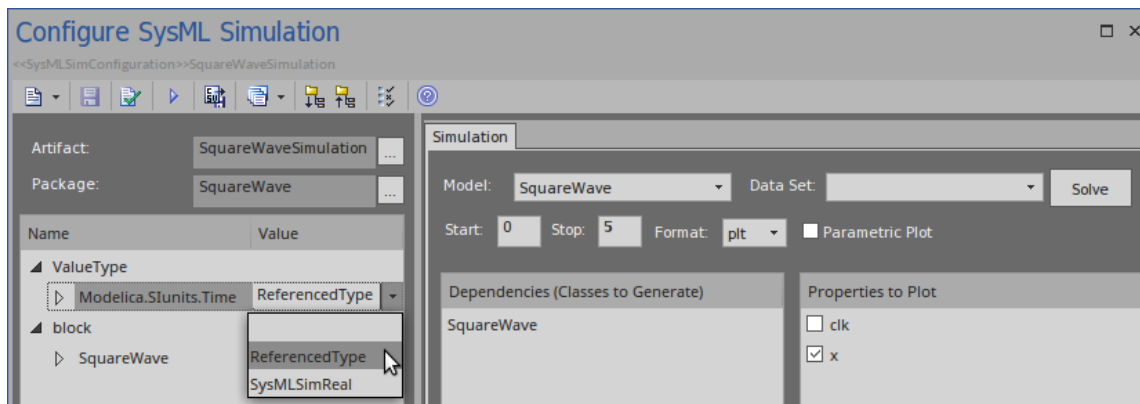 Configure SysML Simulation
<<SysMLSimConfiguration>>SquareWaveSimulation
Artifact: SquareWaveSimulation ...
Package: SquareWave ...
Name Value
ValueType
Modelica.SIunits.Time ReferencedType
block
SquareWave
ReferencedType
SysMLSimReal
Simulation
Model: SquareWave Data Set: Solve
Start: 0 Stop: 5 Format: plt Parametric Plot
Dependencies (Classes to Generate)
SquareWave
Properties to Plot
clk
x